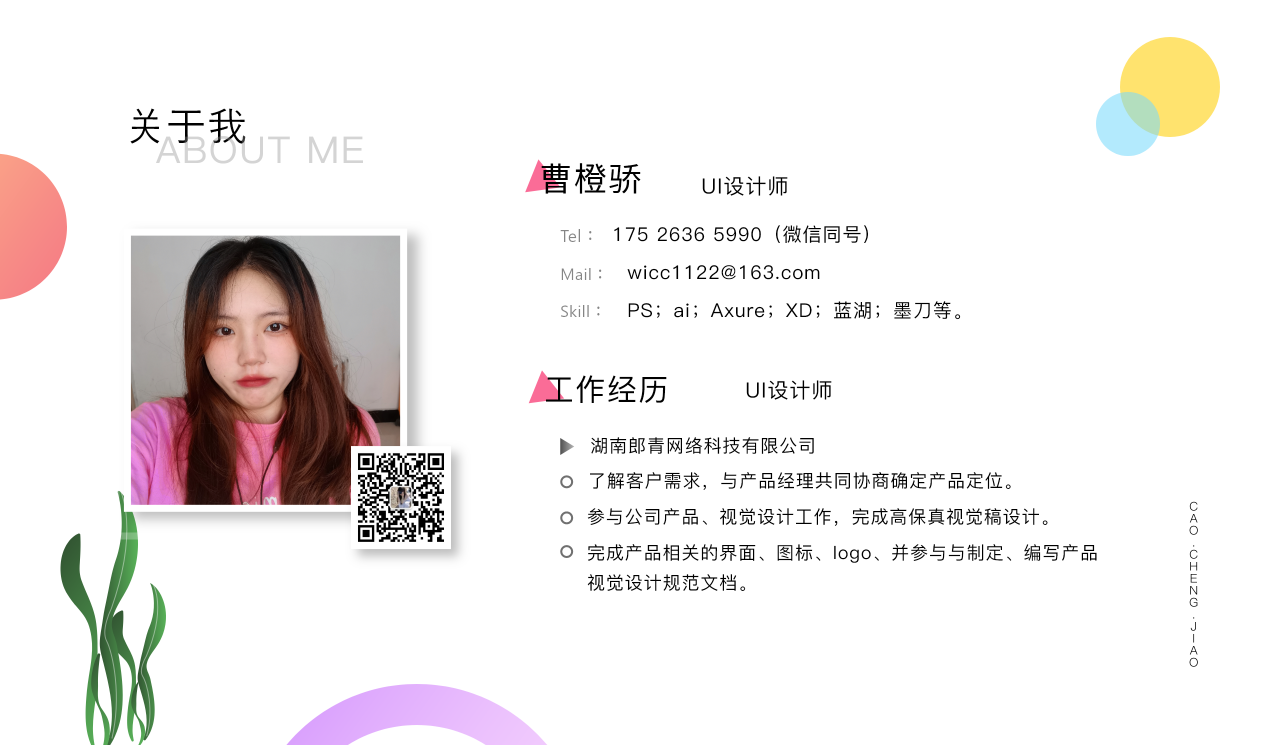 关于我
ABOUT ME
曹橙骄 UI设计师
Tel： 175 2636 5990（微信同号）
Mail： wicc1122@163.com
Skill： PS；ai；Axure；XD；蓝湖；墨刀等。
工作经历 UI设计师
湖南郎青网络科技有限公司
了解客户需求，与产品经理共同协商确定产品定位。
参与公司产品、视觉设计工作，完成高保真视觉稿设计。
完成产品相关的界面、图标、logo、并参与与制定、编写产品
视觉设计规范文档。
CAO·CHENG·JIAO